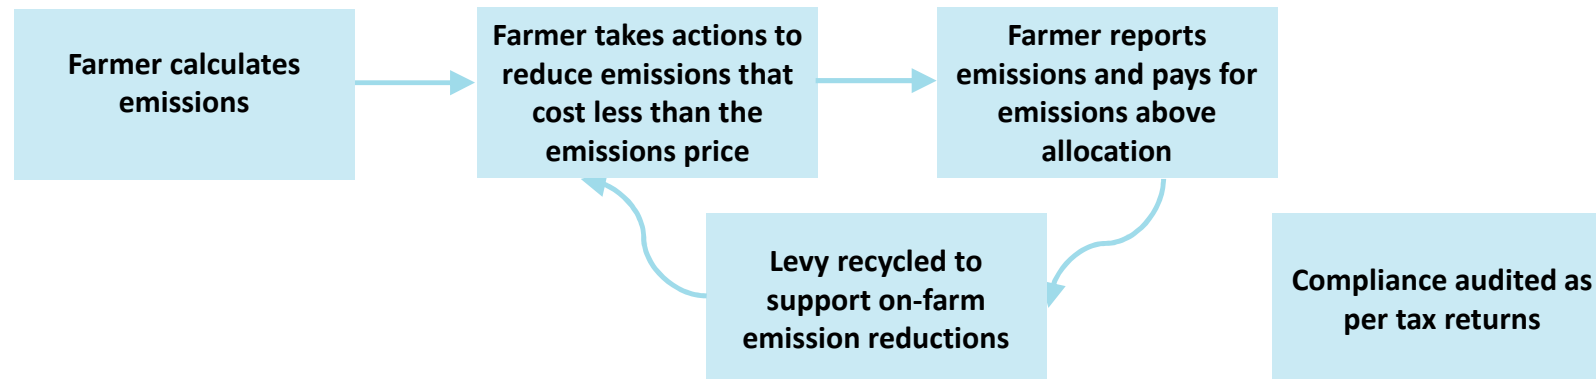 Farmer calculates
emissions
Farmer takes actions to
reduce emissions that
cost less than the
emissions price
Farmer reports
emissions and pays for
emissions above
allocation
Levy recycled to
support on-farm
emission reductions
Compliance audited as
per tax returns